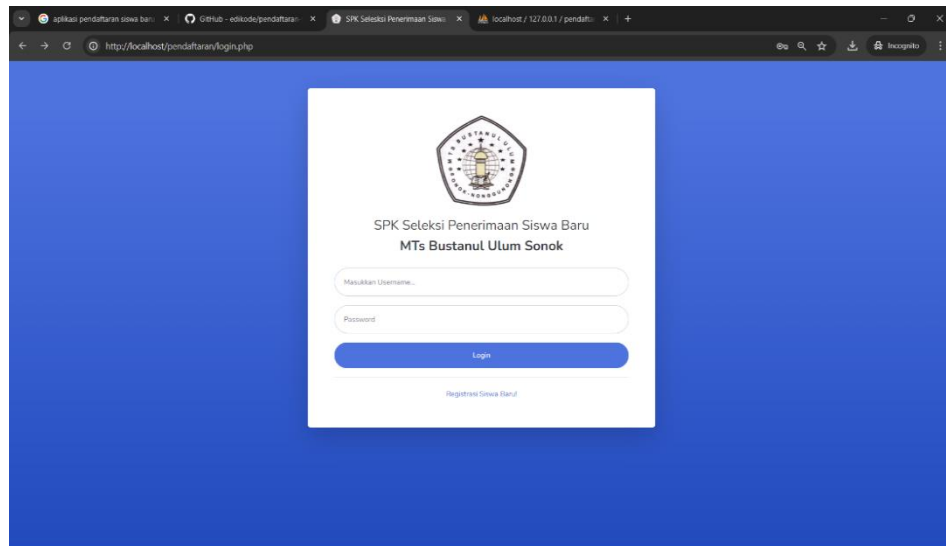 aplikasi pendaftaran siswa baru
GitHub - edikode/pendaftaran-
SPK Seleksi Penerimaan Siswa
localhost / 127.0.0.1 / pendafta
http://localhost/pendaftaran/login.php
Incognito
SPK Seleksi Penerimaan Siswa Baru
MTs Bustanul Ulum Sonok
Masukkan Username...
Password
Login
Registrasi Siswa Baru!